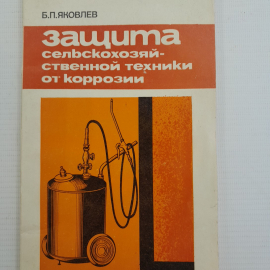 Б.П.ЯКОВЛЕВ
защита
сельскохозяй-
ственной техники
от коррозии